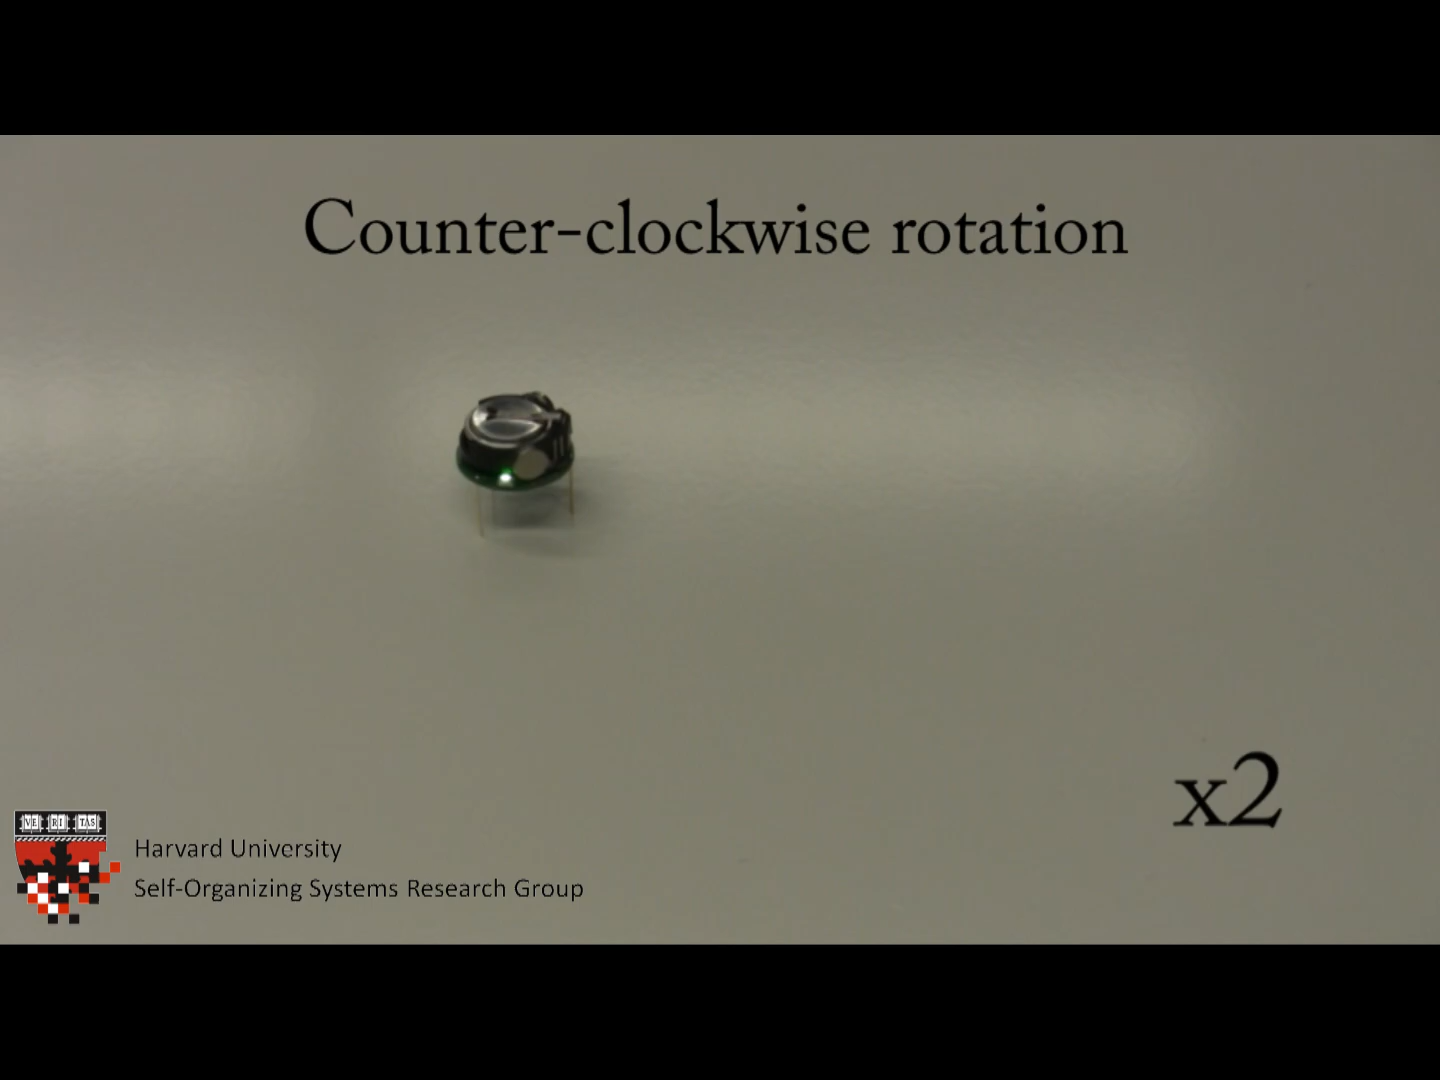 Counter-clockwise rotation
x2
VE RI TAS
Harvard University
Self-Organizing Systems Research Group